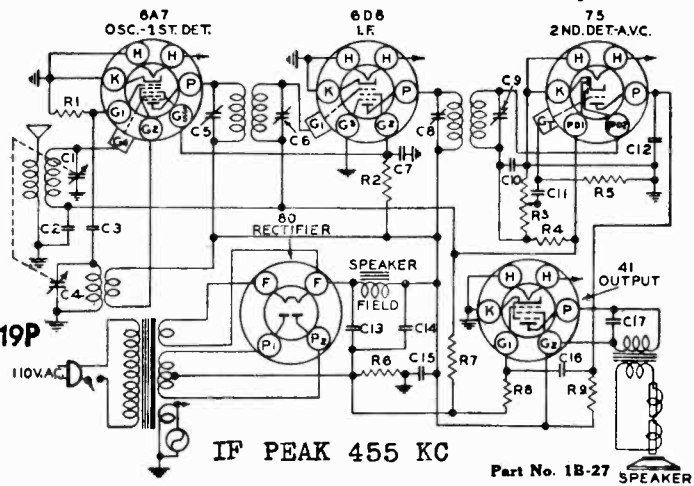 6A7
OSC.-1ST. DET.
6D6
I.F.
75
2ND. DET-A.V.C.
H H
K P
G1 G2 G3 5
G4
H H
K P
G1 G3 G2
H H
K P
GT PD1 PD2
R1
C1
C2
C3
C4
C5
C6
C7
R2
C8
C9
C10
C11
C12
R3
R4
R5
80
RECTIFIER
F F
P1 P2
SPEAKER
FIELD
C13
C14
R6
C15
R7
41
OUTPUT
H H
K P
G1 G2
C16
C17
R8
R9
19P
110V.A.
IF PEAK 455 KC
Part No. 1B-27
SPEAKER